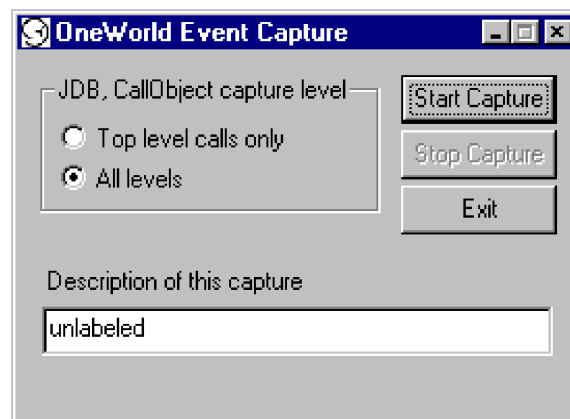 OneWorld Event Capture
JDB, CallObject capture level
Start Capture
Top level calls only
Stop Capture
All levels
Exit
Description of this capture
unlabeled